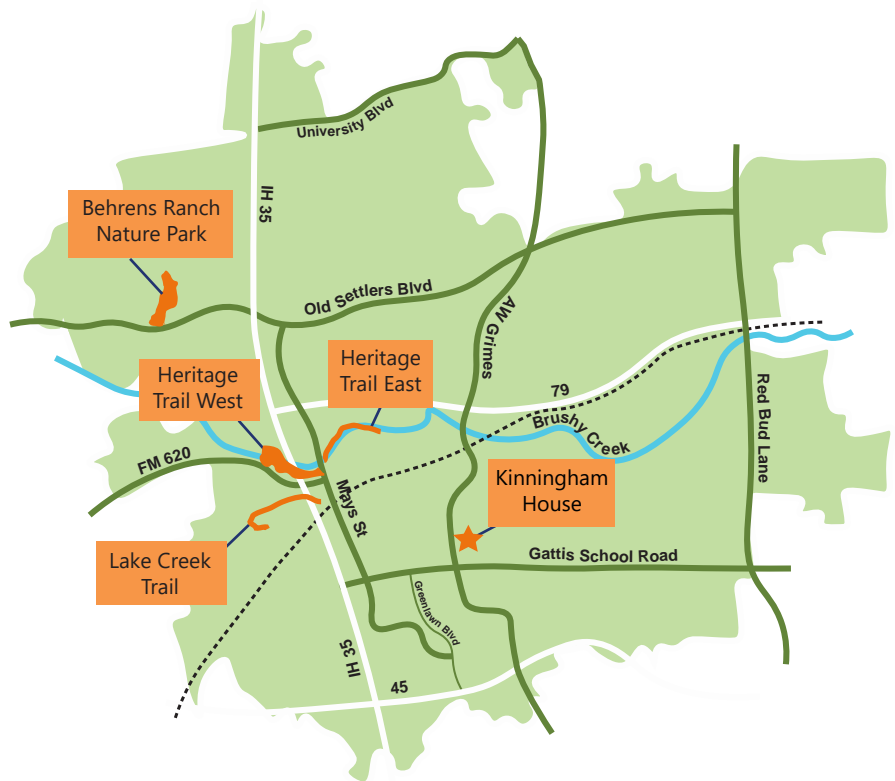 University Blvd
IH 35
Behrens Ranch
Nature Park
Old Settlers Blvd
AW Grimes
Heritage
Trail East
Heritage
Trail West
79
Brushy Creek
Red Bud Lane
FM 620
Mays St
Kinningham
House
Lake Creek
Trail
Gattis School Road
Greenlawn Blvd
IH 35
45